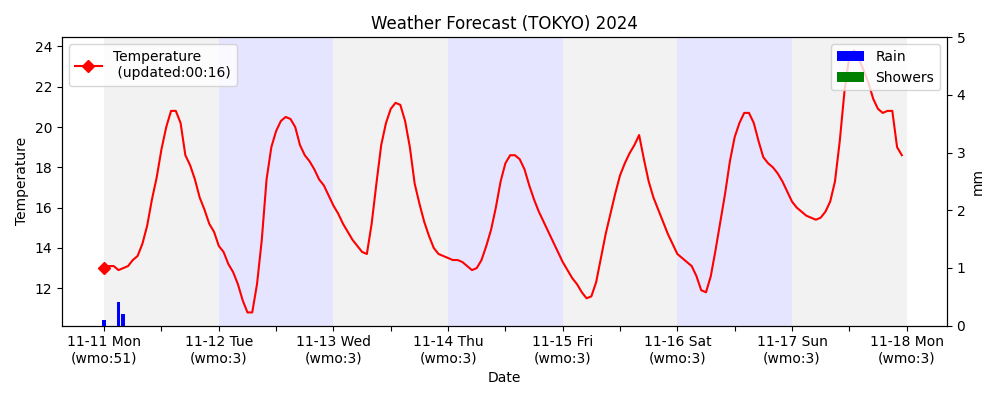 Weather Forecast (TOKYO) 2024
Temperature
(updated:00:16)
Rain
Showers
Temperature
24
22
20
18
16
14
12
5
4
3
2
1
0
mm
11-11 Mon
(wmo:51)
11-12 Tue
(wmo:3)
11-13 Wed
(wmo:3)
11-14 Thu
(wmo:3)
11-15 Fri
(wmo:3)
11-16 Sat
(wmo:3)
11-17 Sun
(wmo:3)
11-18 Mon
(wmo:3)
Date